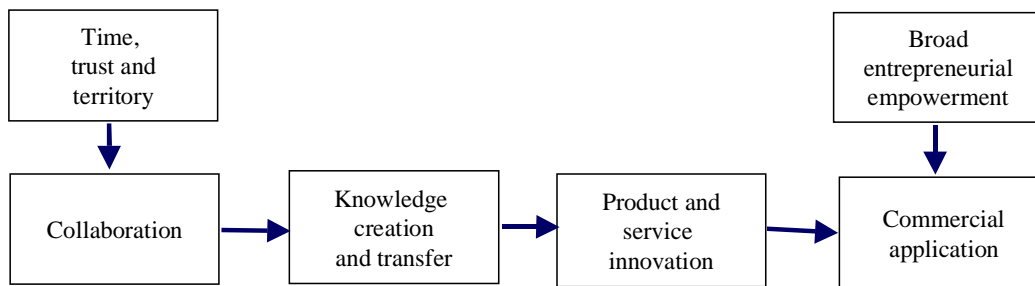 Time,
trust and
territory
Broad
entrepreneurial
empowerment
Collaboration
Knowledge
creation
and transfer
Product and
service
innovation
Commercial
application